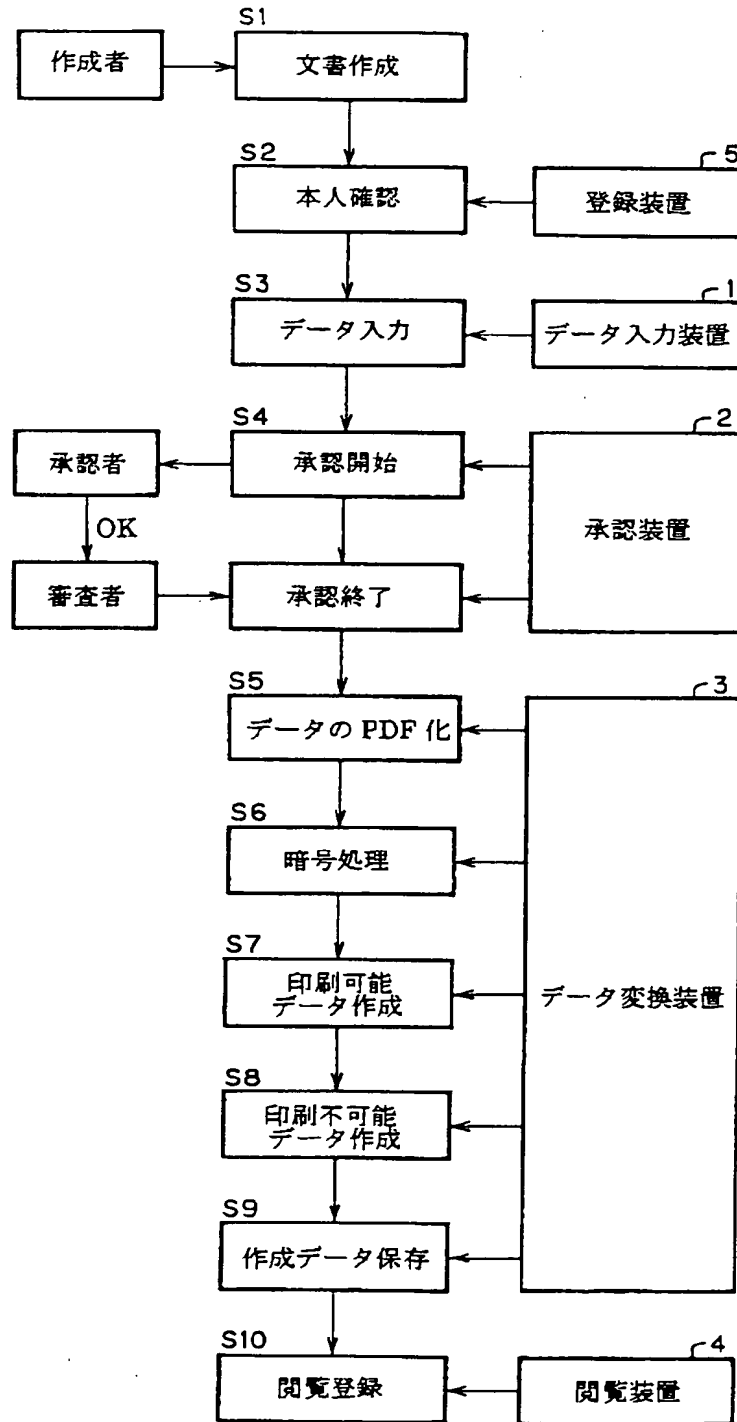 S1
作成者
文書作成
S2
5
本人確認
登録装置
S3
1
データ入力
データ入力装置
S4
2
承認者
承認開始
承認装置
OK
審査者
承認終了
S5
3
データの PDF 化
S6
暗号処理
S7
印刷可能
データ作成
データ変換装置
S8
印刷不可能
データ作成
S9
作成データ保存
S10
4
閲覧登録
閲覧装置